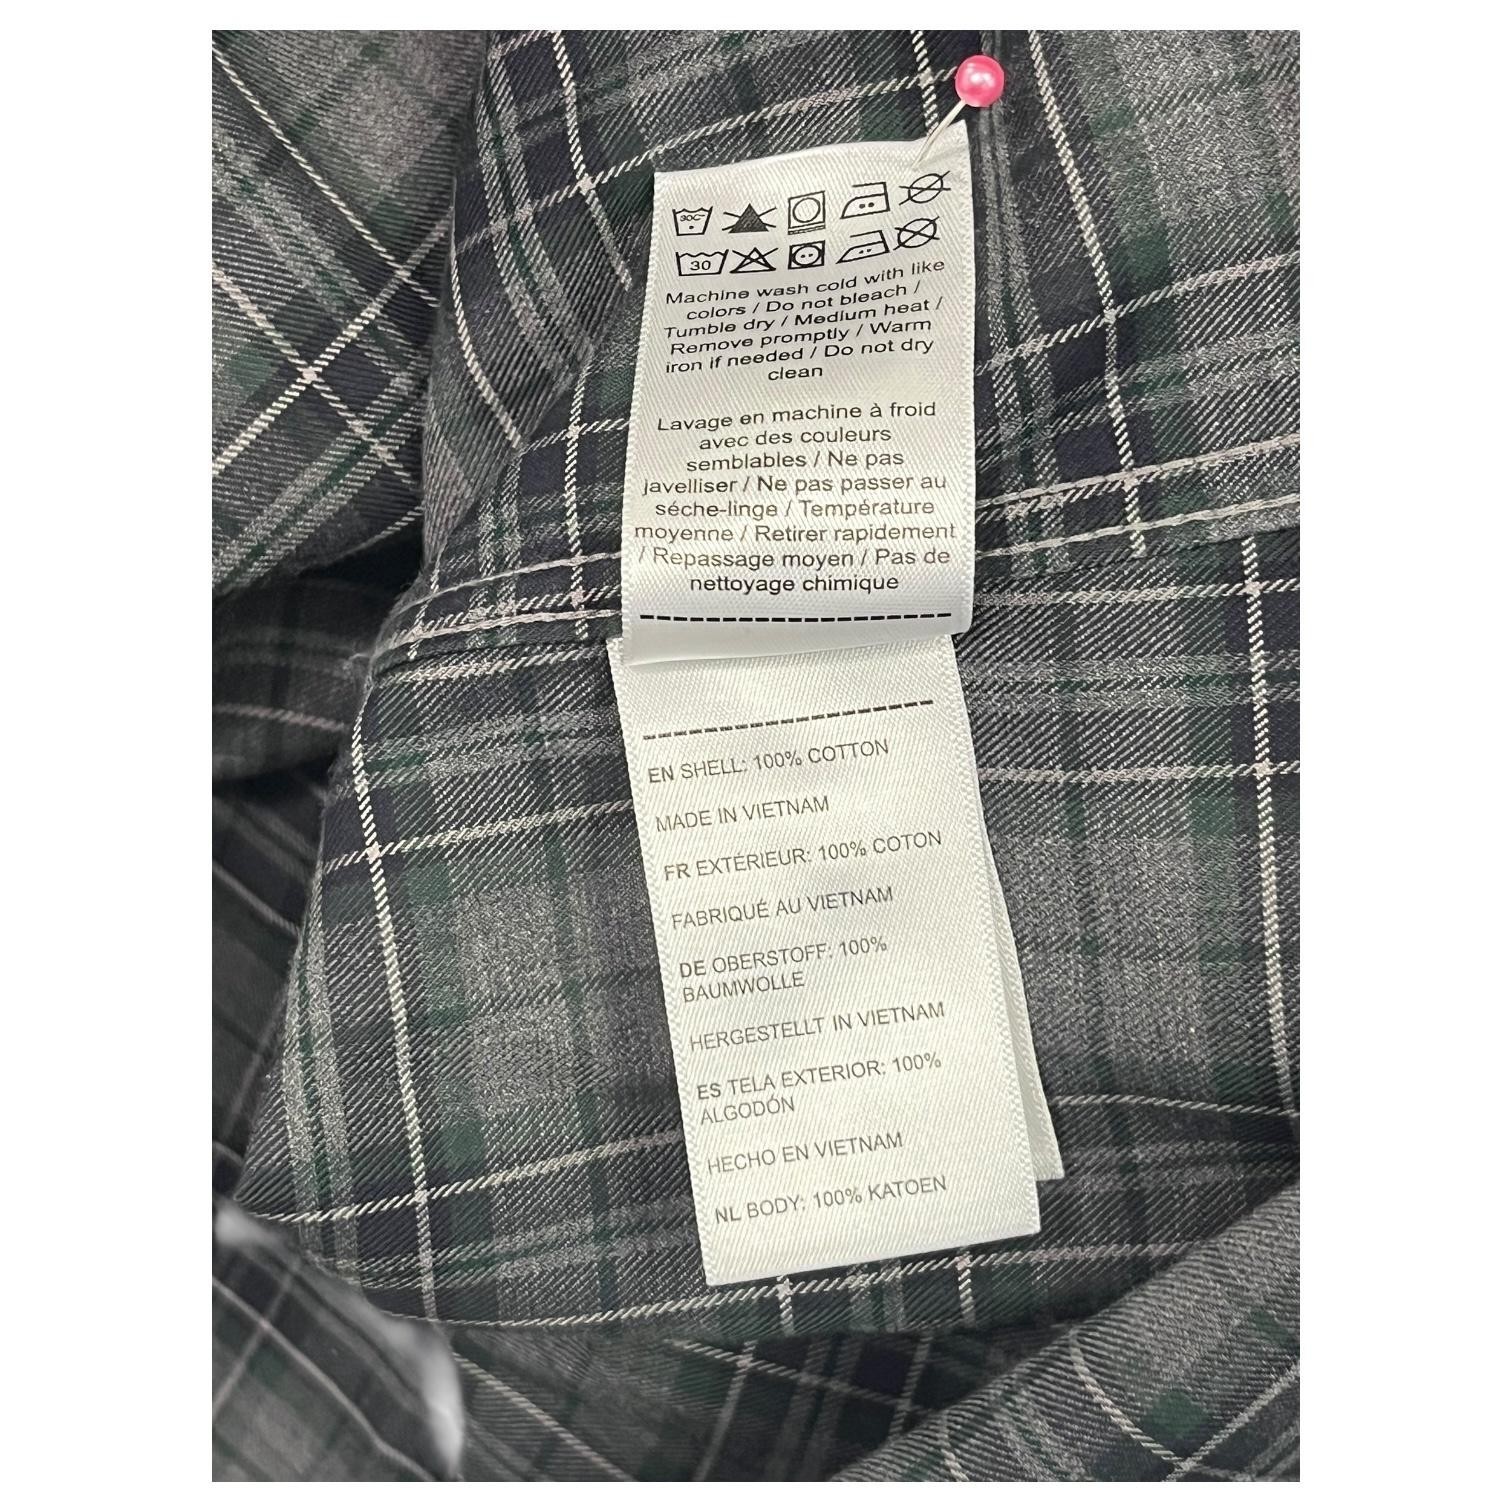 30C
30
Machine wash cold with like
colors / Do not bleach /
Tumble dry / Medium heat /
Remove promptly / Warm
iron if needed / Do not dry
clean
Lavage en machine à froid
avec des couleurs
semblables / Ne pas
javelliser / Ne pas passer au
séche-linge / Température
moyenne / Retirer rapidement
/ Repassage moyen / Pas de
nettoyage chimique
EN SHELL: 100% COTTON
MADE IN VIETNAM
FR EXTÉRIEUR: 100% COTON
FABRIQUÉ AU VIETNAM
DE OBERSTOFF: 100%
BAUMWOLLE
HERGESTELLT IN VIETNAM
ES TELA EXTERIOR: 100%
ALGODÓN
HECHO EN VIETNAM
NL BODY: 100% KATOEN